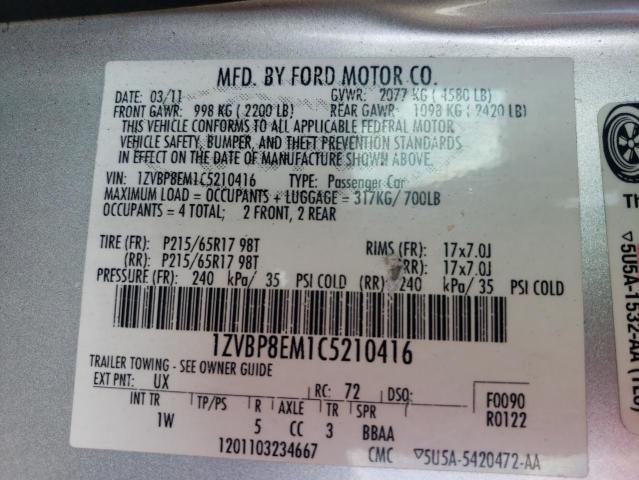 MFD. BY FORD MOTOR CO.
DATE: 03/11 GVWR: 2077 KG ( 4580 LB)
FRONT GAWR: 998 KG ( 2200 LB) REAR GAWR: 1098 KG ( 2420 LB)
THIS VEHICLE CONFORMS TO ALL APPLICABLE FEDERAL MOTOR
VEHICLE SAFETY, BUMPER, AND THEFT PREVENTION STANDARDS
IN EFFECT ON THE DATE OF MANUFACTURE SHOWN ABOVE.
VIN: 1ZVBP8EM1C5210416 TYPE: Passenger Car
MAXIMUM LOAD = OCCUPANTS + LUGGAGE = 317KG/ 700LB
OCCUPANTS = 4 TOTAL; 2 FRONT, 2 REAR
TIRE (FR): P215/65R17 98T RIMS (FR): 17x7.0J
(RR): P215/65R17 98T (RR): 17x7.0J
PRESSURE (FR): 240 kPa/ 35 PSI COLD (RR) 240 kPa/ 35 PSI COLD
1ZVBP8EM1C5210416
TRAILER TOWING - SEE OWNER GUIDE
EXT PNT: UX RC: 72 DSO: F0090
INT TR TP/PS R AXLE TR SPR R0122
1W 5 CC 3 BBAA
1201103234667 CMC ▽5U5A-5420472-AA
Th
▽5U5A-1532-AA